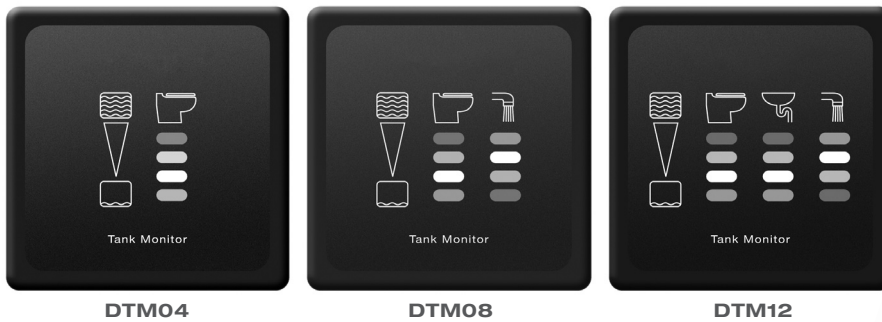 Tank Monitor
Tank Monitor
Tank Monitor
DTM04
DTM08
DTM12